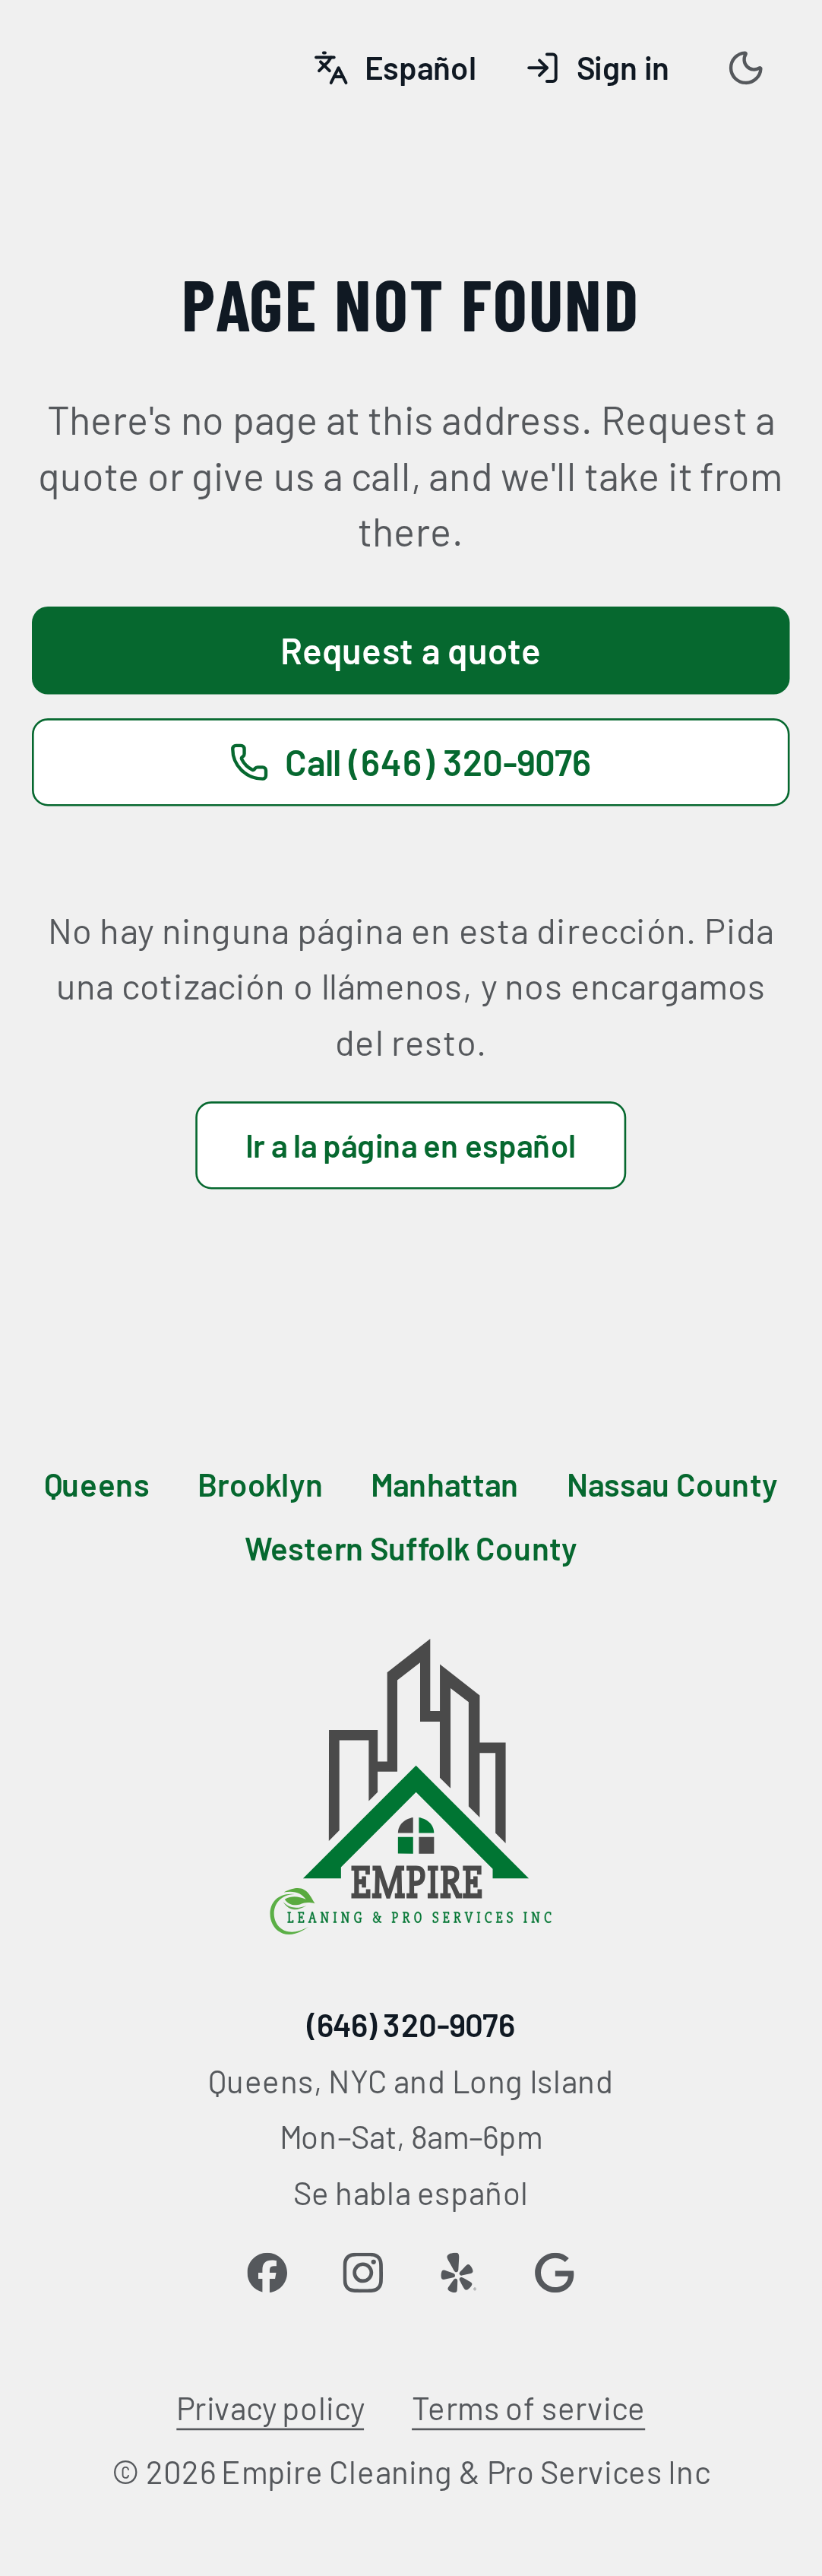 Español Sign in
PAGE NOT FOUND
There's no page at this address. Request a
quote or give us a call, and we'll take it from
there.
Request a quote
Call (646) 320-9076
No hay ninguna página en esta dirección. Pida
una cotización o llámenos, y nos encargamos
del resto.
Ir a la página en español
Queens Brooklyn Manhattan Nassau County
Western Suffolk County
EMPIRE
CLEANING & PRO SERVICES INC
(646) 320-9076
Queens, NYC and Long Island
Mon–Sat, 8am–6pm
Se habla español
Privacy policy Terms of service
© 2026 Empire Cleaning & Pro Services Inc